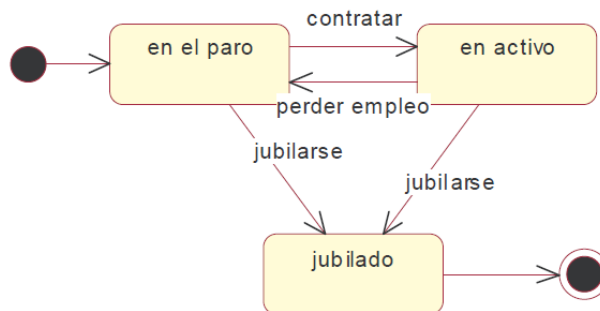 contratar
en el paro
en activo
perder empleo
jubilarse
jubilarse
jubilado